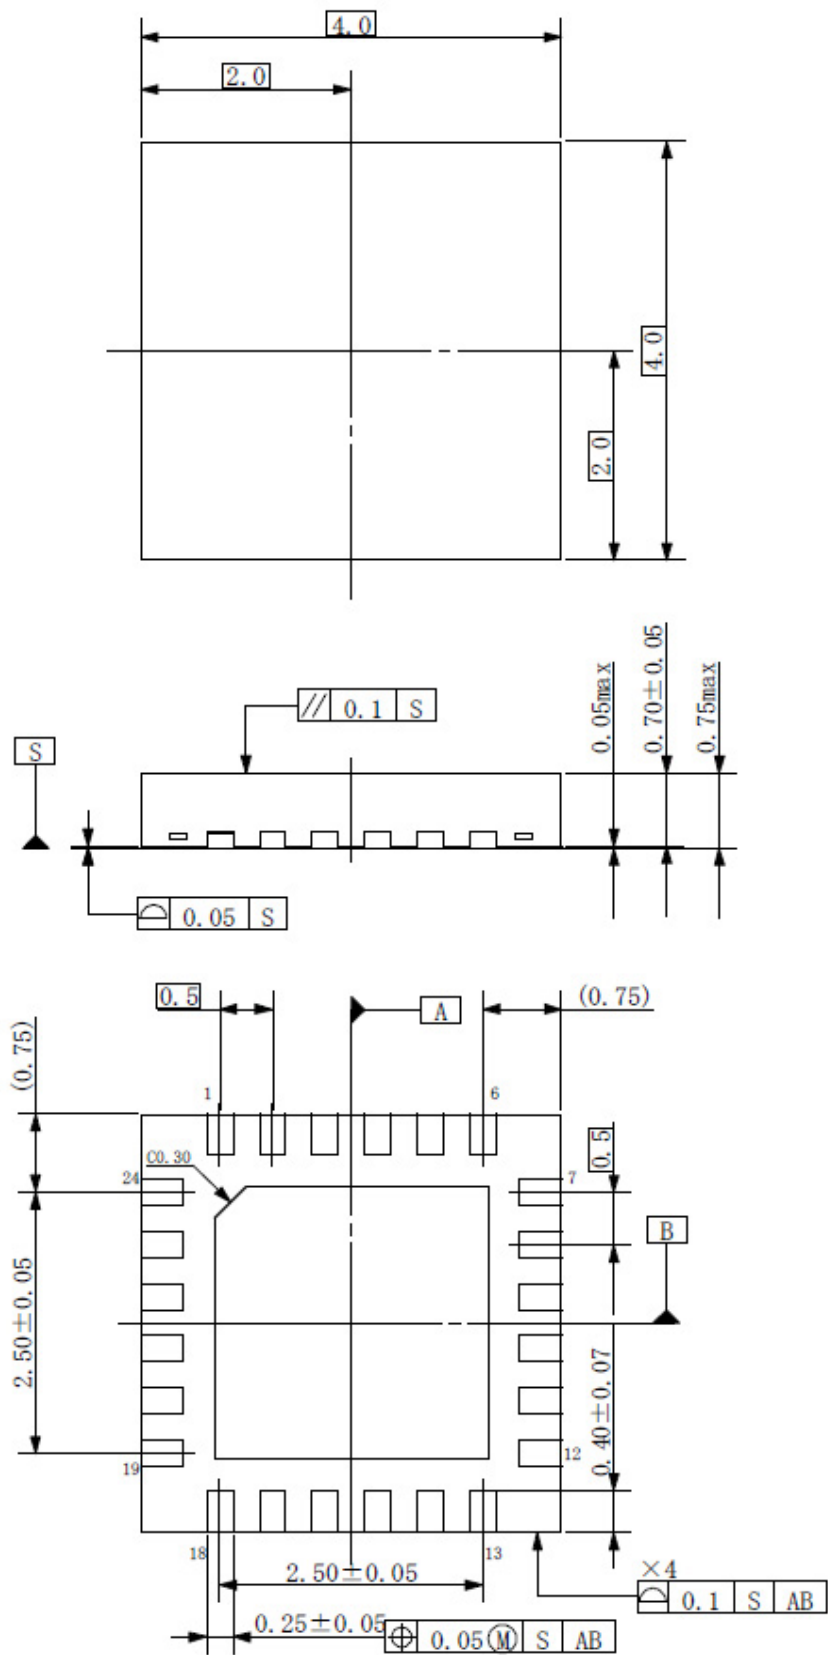 4.0
2.0
4.0
2.0
0.05max
0.70±0.05
0.75max
// 0.1 S
S
⌓ 0.05 S
0.5
A
(0.75)
(0.75)
1
6
C0.30
24
7
0.5
B
2.50±0.05
0.40±0.07
19
12
18
13
2.50±0.05
×4
⌓ 0.1 S AB
0.25±0.05
⌖ 0.05 Ⓜ S AB